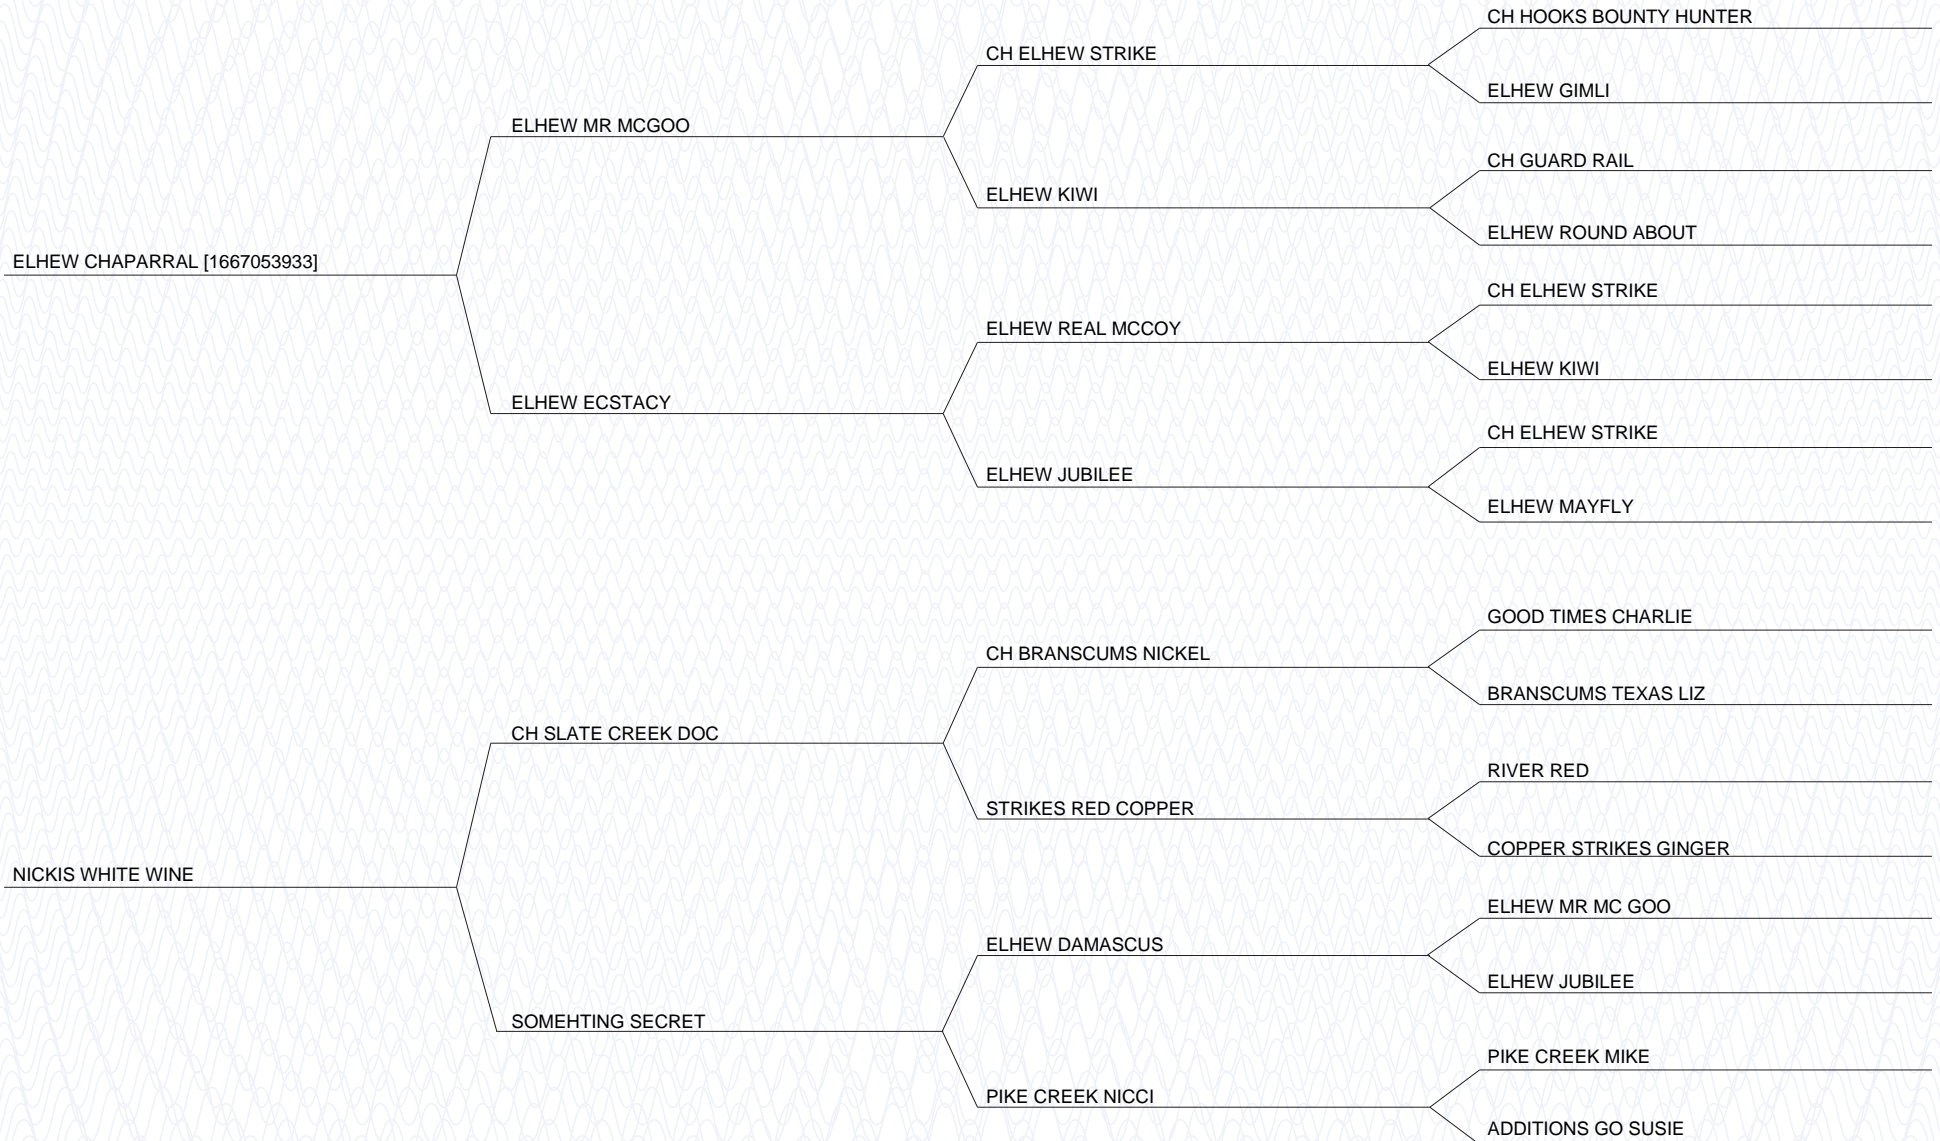 CH HOOKS BOUNTY HUNTER
CH ELHEW STRIKE
ELHEW GIMLI
ELHEW MR MCGOO
CH GUARD RAIL
ELHEW KIWI
ELHEW ROUND ABOUT
ELHEW CHAPARRAL [1667053933]
CH ELHEW STRIKE
ELHEW REAL MCCOY
ELHEW KIWI
ELHEW ECSTACY
CH ELHEW STRIKE
ELHEW JUBILEE
ELHEW MAYFLY
GOOD TIMES CHARLIE
CH BRANSCUMS NICKEL
BRANSCUMS TEXAS LIZ
CH SLATE CREEK DOC
RIVER RED
STRIKES RED COPPER
COPPER STRIKES GINGER
NICKIS WHITE WINE
ELHEW MR MC GOO
ELHEW DAMASCUS
ELHEW JUBILEE
SOMEHTING SECRET
PIKE CREEK MIKE
PIKE CREEK NICCI
ADDITIONS GO SUSIE